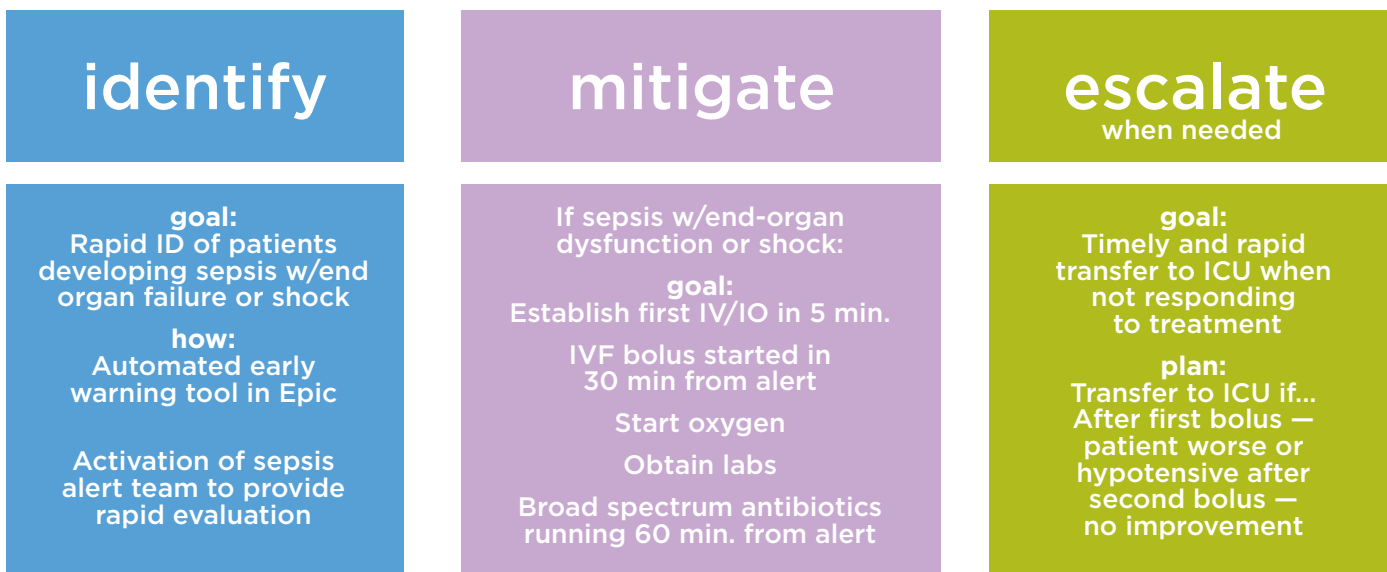 identify
goal:
Rapid ID of patients
developing sepsis w/end
organ failure or shock
how:
Automated early
warning tool in Epic
Activation of sepsis
alert team to provide
rapid evaluation
mitigate
If sepsis w/end-organ
dysfunction or shock:
goal:
Establish first IV/IO in 5 min.
IVF bolus started in
30 min from alert
Start oxygen
Obtain labs
Broad spectrum antibiotics
running 60 min. from alert
escalate
when needed
goal:
Timely and rapid
transfer to ICU when
not responding
to treatment
plan:
Transfer to ICU if...
After first bolus —
patient worse or
hypotensive after
second bolus —
no improvement